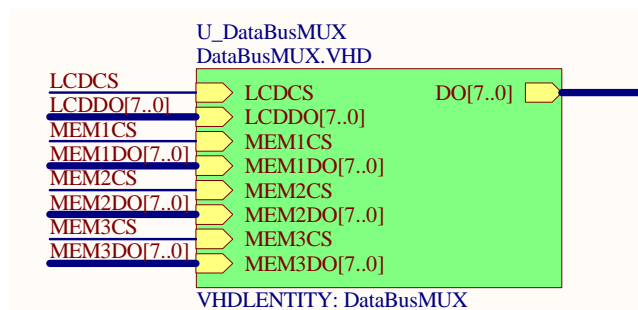 U_DataBusMUX
DataBusMUX.VHD
LCDCS
LCDDO[7..0]
MEM1CS
MEM1DO[7..0]
MEM2CS
MEM2DO[7..0]
MEM3CS
MEM3DO[7..0]
LCDCS DO[7..0]
LCDDO[7..0]
MEM1CS
MEM1DO[7..0]
MEM2CS
MEM2DO[7..0]
MEM3CS
MEM3DO[7..0]
VHDLENTITY: DataBusMUX